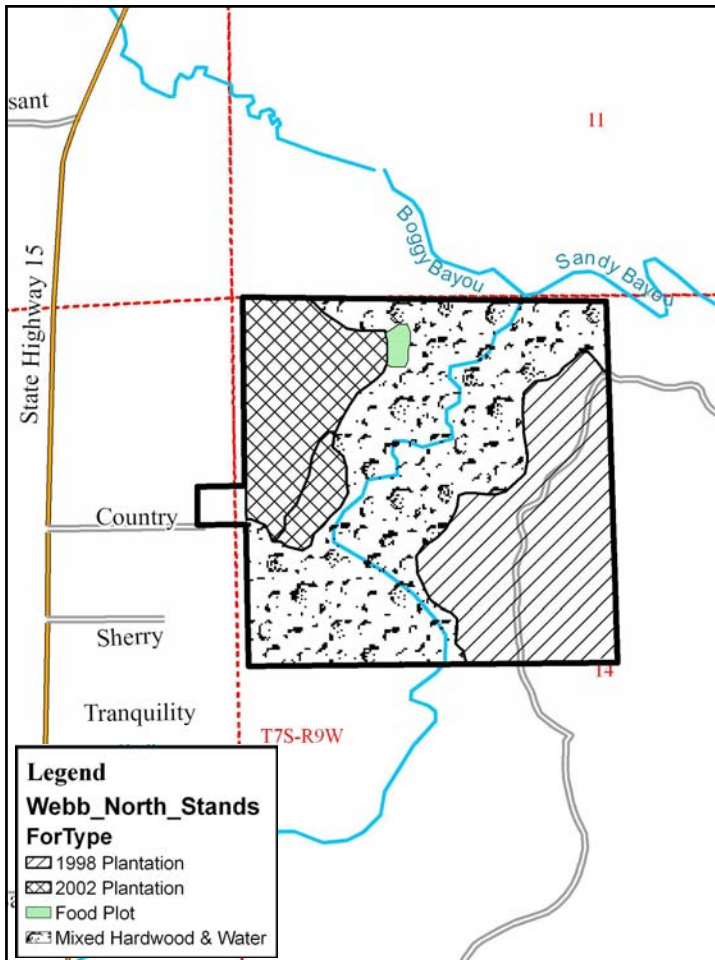 sant
11
State Highway 15
Boggy Bayou
Sandy Bayou
Country
Sherry
14
Tranquility
T7S-R9W
Legend
Webb_North_Stands
ForType
1998 Plantation
2002 Plantation
Food Plot
Mixed Hardwood & Water